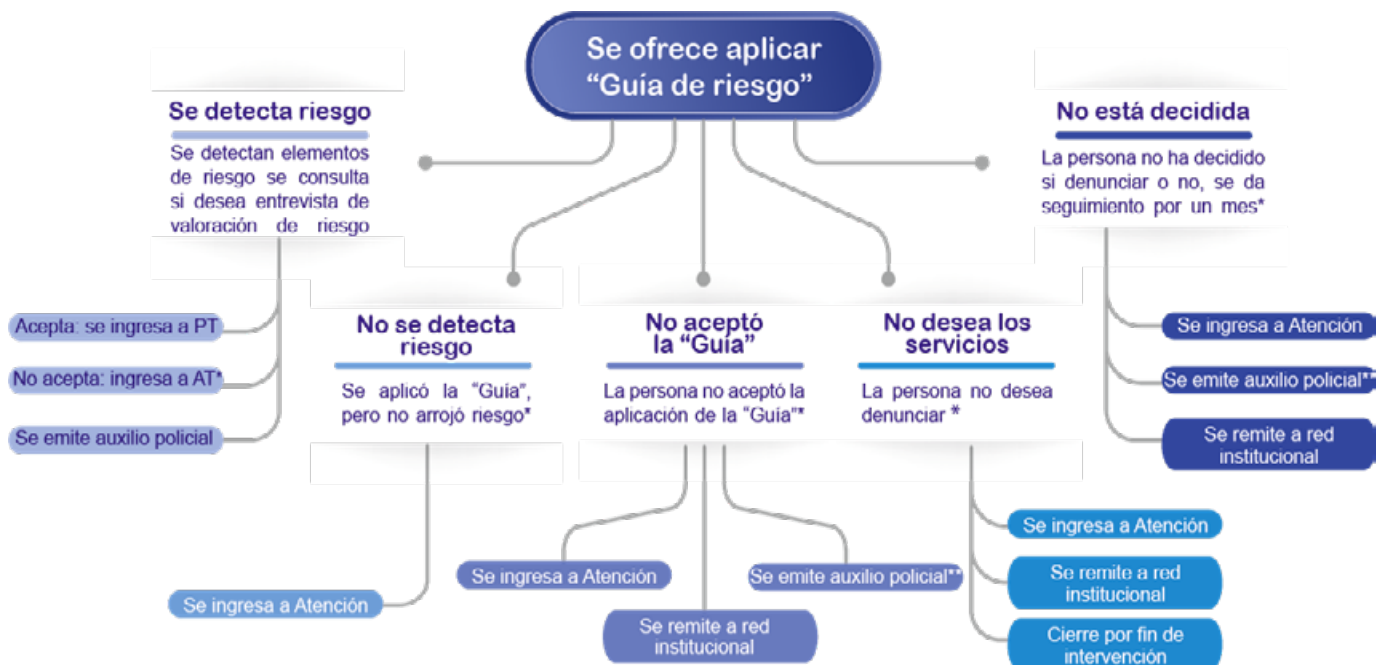 Se ofrece aplicar
“Guía de riesgo”
Se detecta riesgo
Se detectan elementos
de riesgo se consulta
si desea entrevista de
valoración de riesgo
Acepta: se ingresa a PT
No acepta: ingresa a AT*
Se emite auxilio policial
No se detecta
riesgo
Se aplicó la “Guía”,
pero no arrojó riesgo*
Se ingresa a Atención
No aceptó
la “Guía”
La persona no aceptó la
aplicación de la “Guía”*
Se ingresa a Atención
Se remite a red
institucional
Se emite auxilio policial**
No desea los
servicios
La persona no desea
denunciar *
Se ingresa a Atención
Se remite a red
institucional
Cierre por fin de
intervención
No está decidida
La persona no ha decidido
si denunciar o no, se da
seguimiento por un mes*
Se ingresa a Atención
Se emite auxilio policial**
Se remite a red
institucional